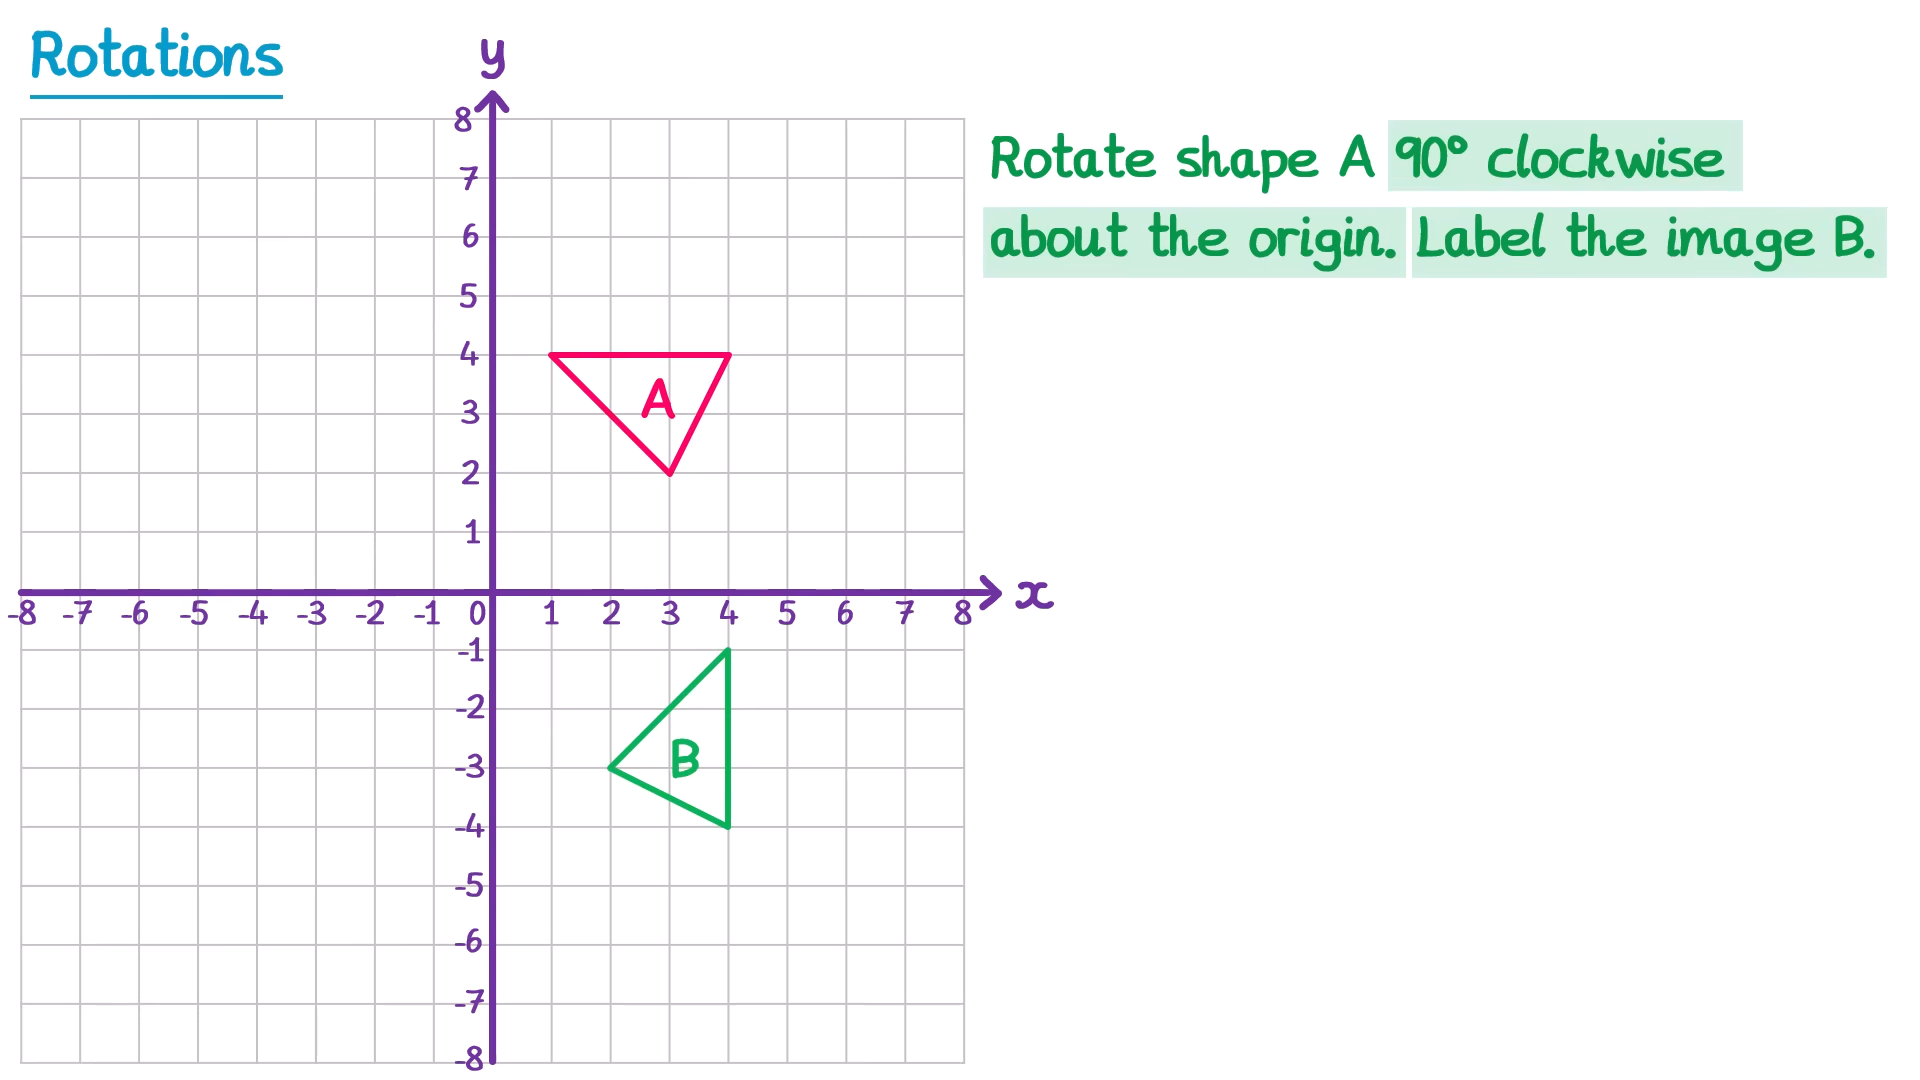 Rotations
y
8
7
6
5
4
3
2
1
A
-8 -7 -6 -5 -4 -3 -2 -1 0 1 2 3 4 5 6 7 8
x
-1
-2
-3
-4
-5
-6
-7
-8
B
Rotate shape A 90° clockwise
about the origin. Label the image B.